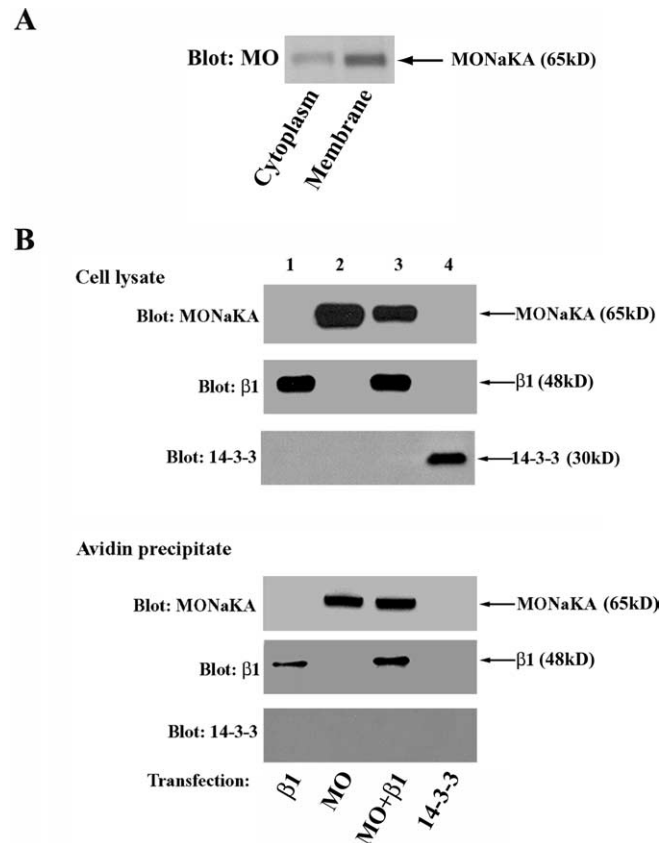 A
Blot: MO
MONaKA (65kD)
Cytoplasm
Membrane
B
1 2 3 4
Cell lysate
Blot: MONaKA
MONaKA (65kD)
Blot: β1
β1 (48kD)
Blot: 14-3-3
14-3-3 (30kD)
Avidin precipitate
Blot: MONaKA
MONaKA (65kD)
Blot: β1
β1 (48kD)
Blot: 14-3-3
Transfection:
β1
MO
MO+β1
14-3-3